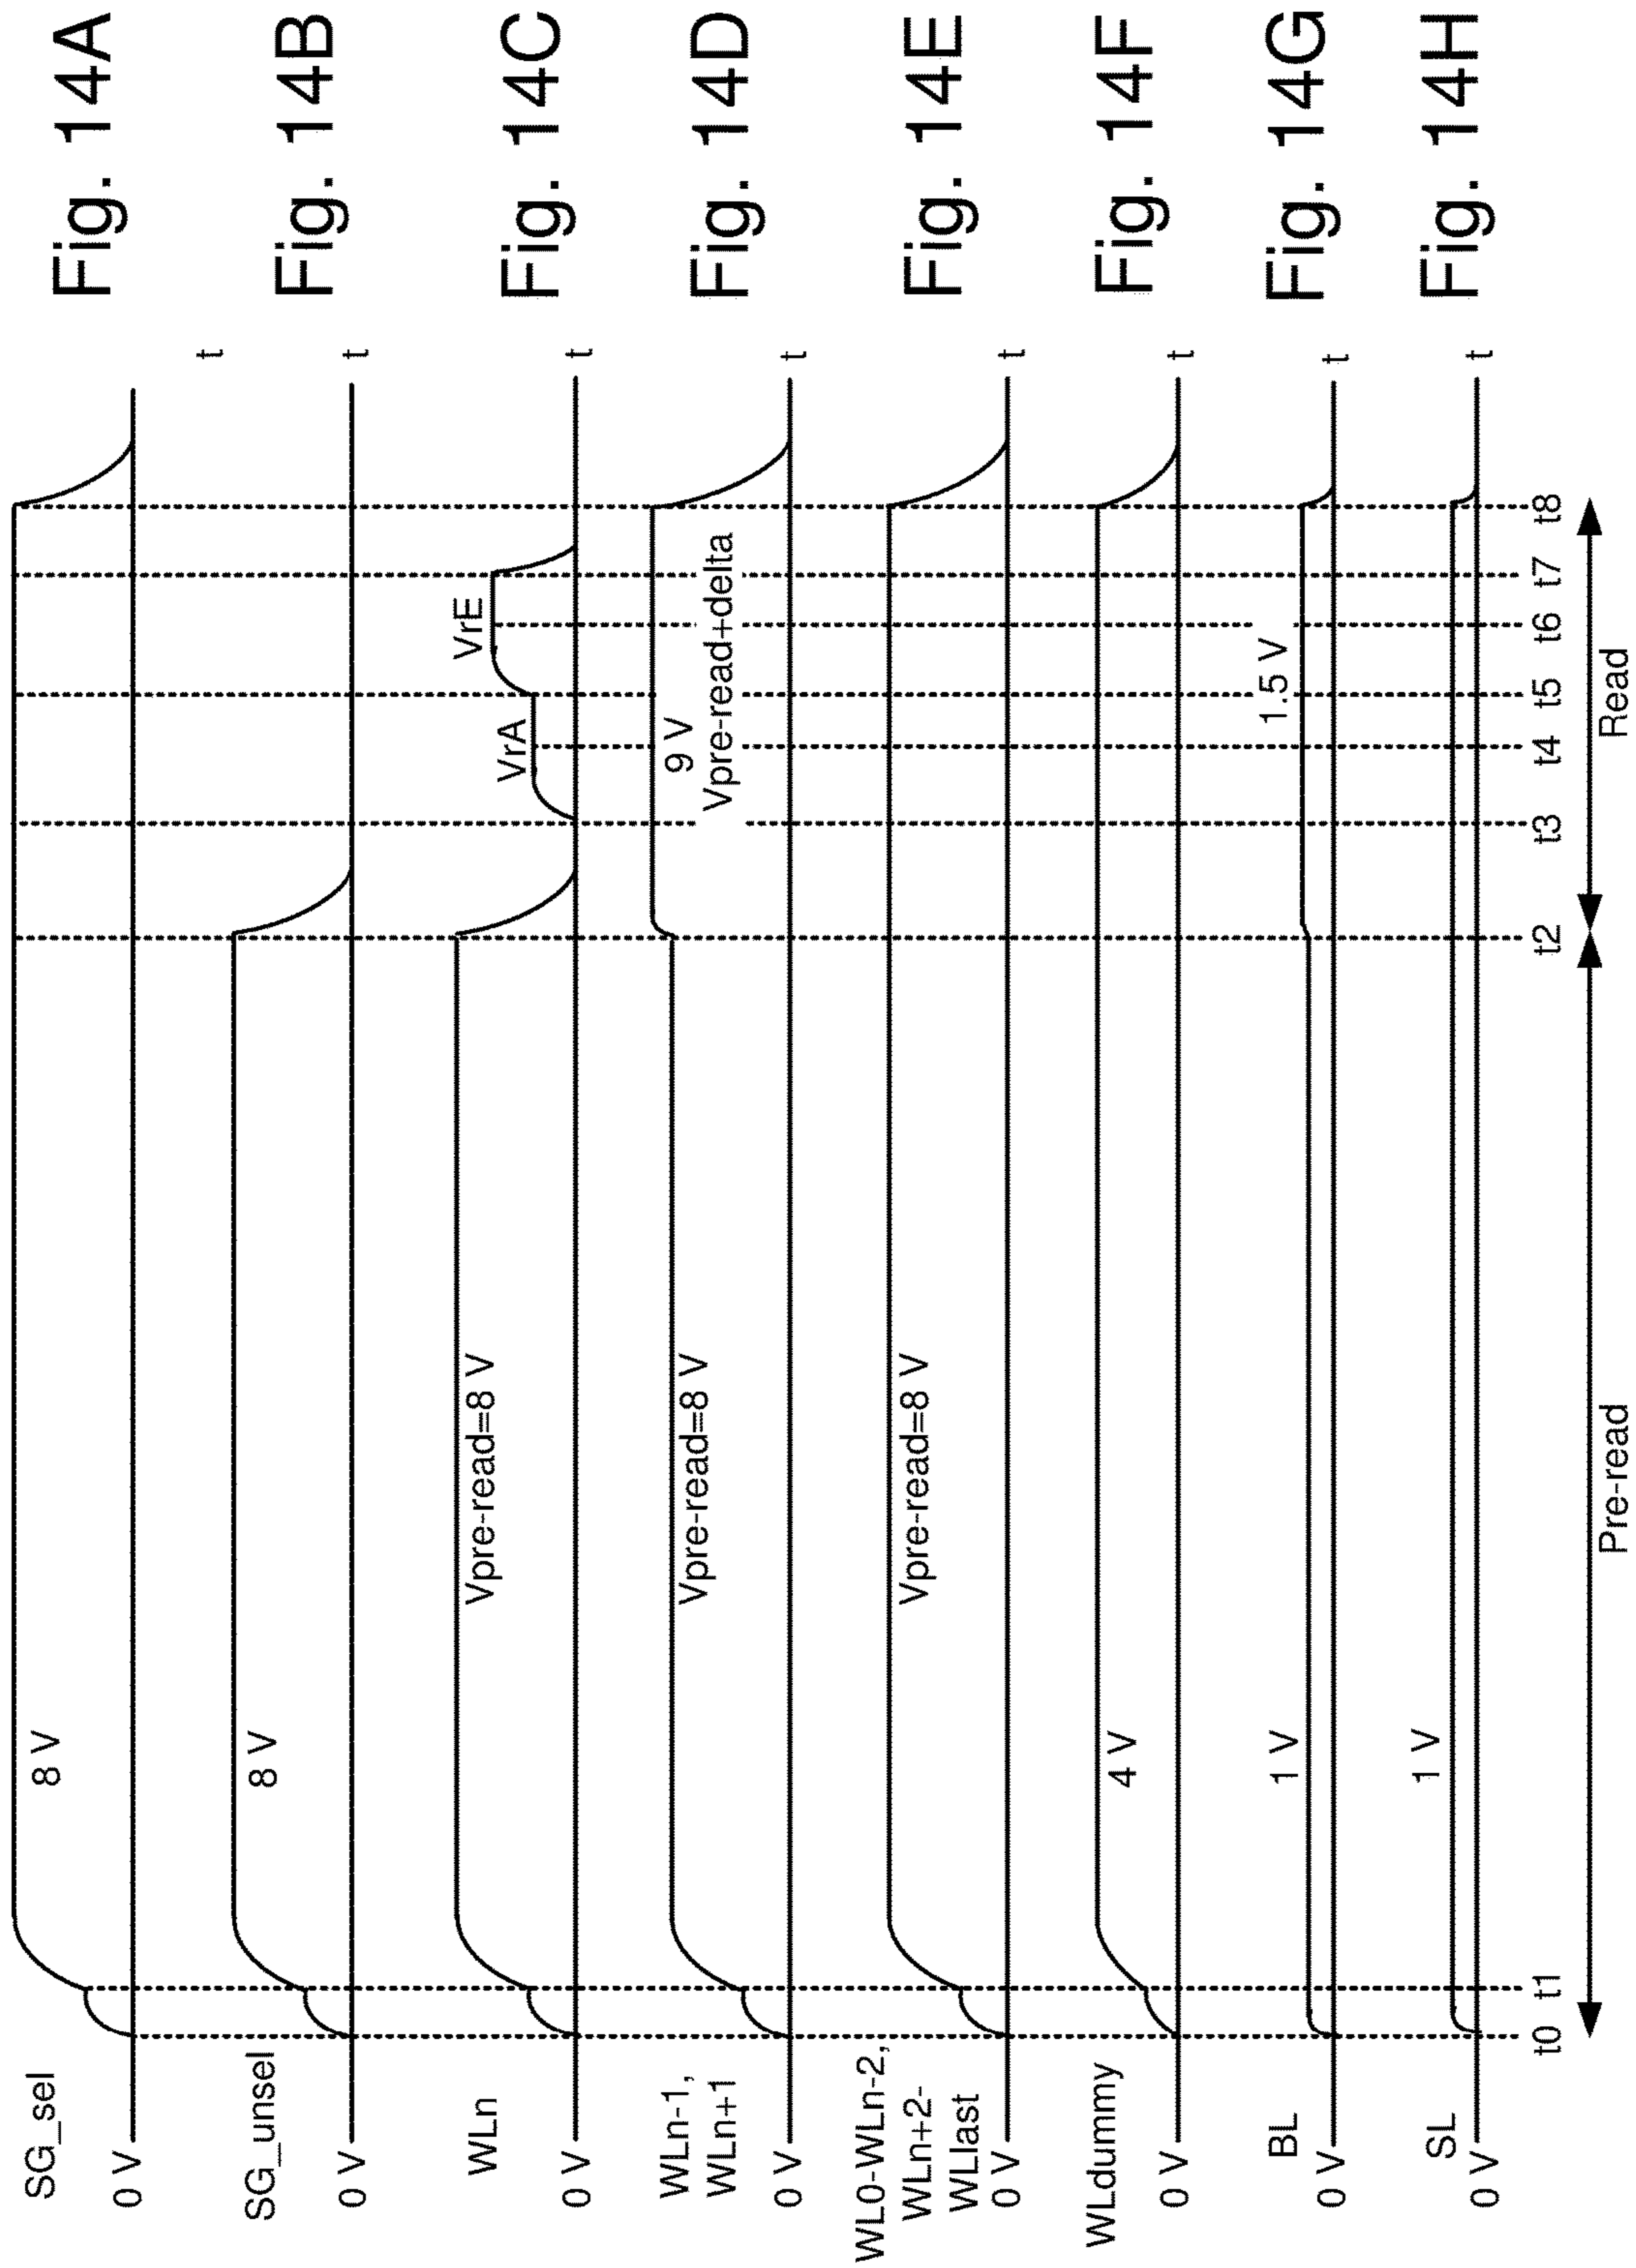 SG_sel
8 V
0 V
t
Fig. 14A
SG_unsel
8 V
0 V
t
Fig. 14B
WLn
Vpre-read=8 V
VrA
VrE
0 V
t
Fig. 14C
WLn-1,
WLn+1
Vpre-read=8 V
9 V
Vpre-read+delta
0 V
t
Fig. 14D
WL0-WLn-2,
WLn+2-
WLlast
Vpre-read=8 V
0 V
t
Fig. 14E
WLdummy
4 V
0 V
t
Fig. 14F
BL
1 V
1.5 V
0 V
t
Fig. 14G
SL
1 V
0 V
t
Fig. 14H
t0 t1 t2 t3 t4 t5 t6 t7 t8
Pre-read Read